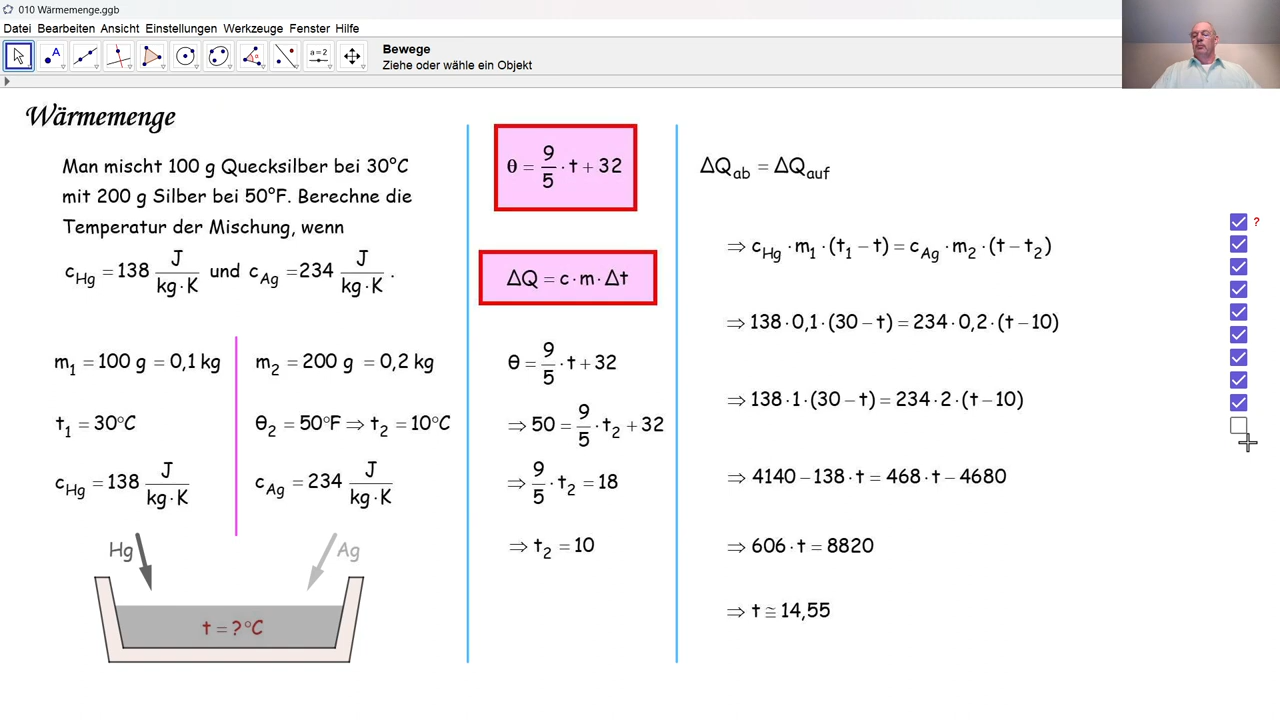 010 Wärmemenge.ggb
Datei Bearbeiten Ansicht Einstellungen Werkzeuge Fenster Hilfe
A
a=2
Bewege
Ziehe oder wähle ein Objekt
Wärmemenge
Man mischt 100 g Quecksilber bei 30°C
mit 200 g Silber bei 50°F. Berechne die
Temperatur der Mischung, wenn
c_Hg = 138 J/(kg·K) und c_Ag = 234 J/(kg·K) .
m₁ = 100 g = 0,1 kg
t₁ = 30°C
c_Hg = 138 J/(kg·K)
m₂ = 200 g = 0,2 kg
θ₂ = 50°F ⇒ t₂ = 10°C
c_Ag = 234 J/(kg·K)
Hg
Ag
t = ? °C
θ = 9/5 · t + 32
ΔQ = c · m · Δt
θ = 9/5 · t + 32
⇒ 50 = 9/5 · t₂ + 32
⇒ 9/5 · t₂ = 18
⇒ t₂ = 10
ΔQ_ab = ΔQ_auf
⇒ c_Hg · m₁ · (t₁ − t) = c_Ag · m₂ · (t − t₂)
⇒ 138 · 0,1 · (30 − t) = 234 · 0,2 · (t − 10)
⇒ 138 · 1 · (30 − t) = 234 · 2 · (t − 10)
⇒ 4140 − 138 · t = 468 · t − 4680
⇒ 606 · t = 8820
⇒ t ≅ 14,55
?